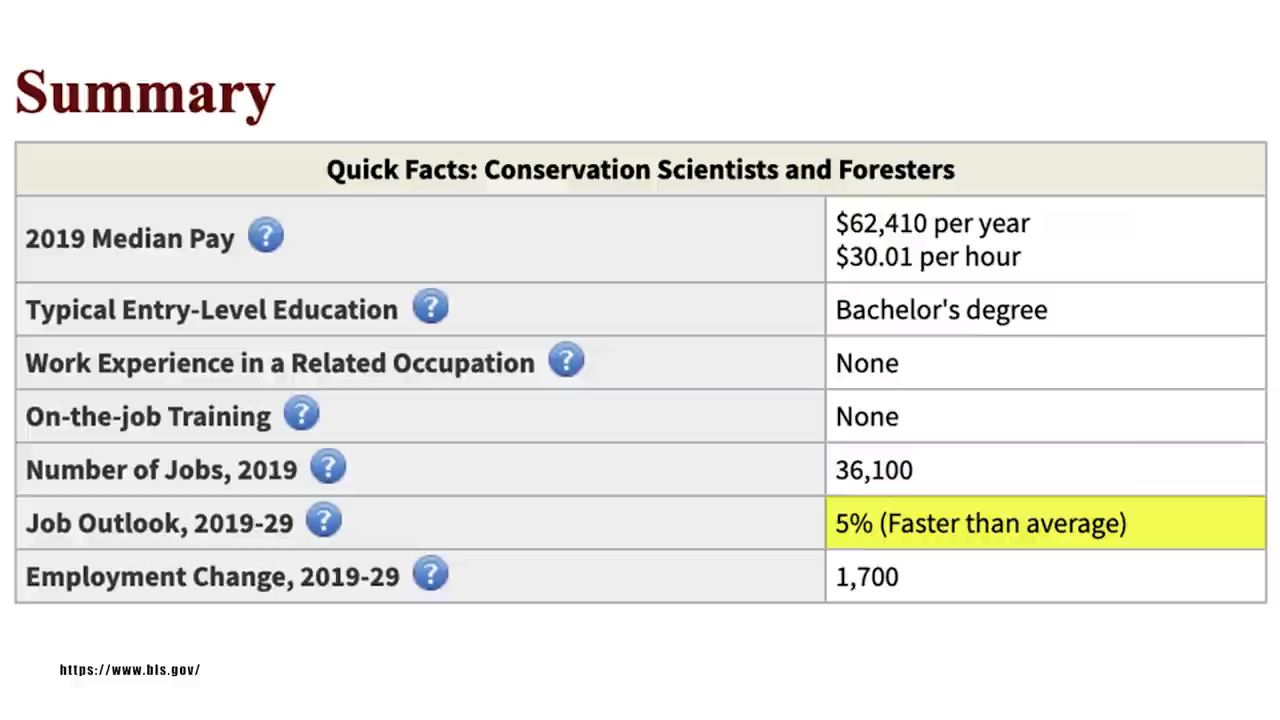 Summary
Quick Facts: Conservation Scientists and Foresters
2019 Median Pay ?
$62,410 per year
$30.01 per hour
Typical Entry-Level Education ? Bachelor's degree
Work Experience in a Related Occupation ? None
On-the-job Training ? None
Number of Jobs, 2019 ? 36,100
Job Outlook, 2019-29 ? 5% (Faster than average)
Employment Change, 2019-29 ? 1,700
https://www.bls.gov/